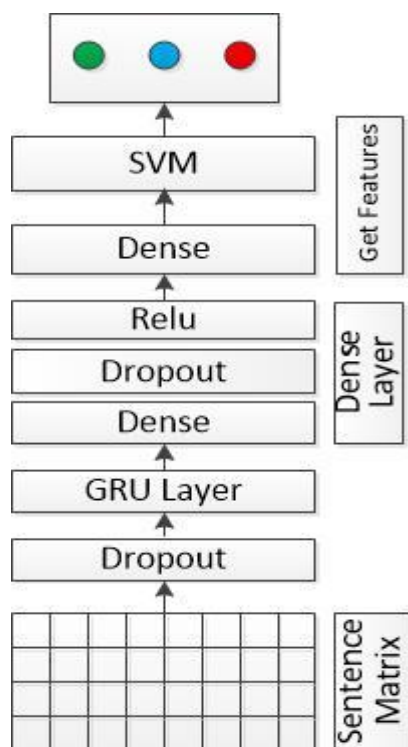 SVM
Get Features
Dense
Relu
Dropout
Dense
Dense
Layer
GRU Layer
Dropout
Sentence
Matrix